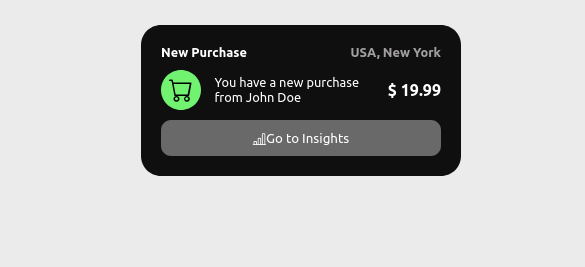 New Purchase
USA, New York
You have a new purchase
from John Doe
$ 19.99
Go to Insights